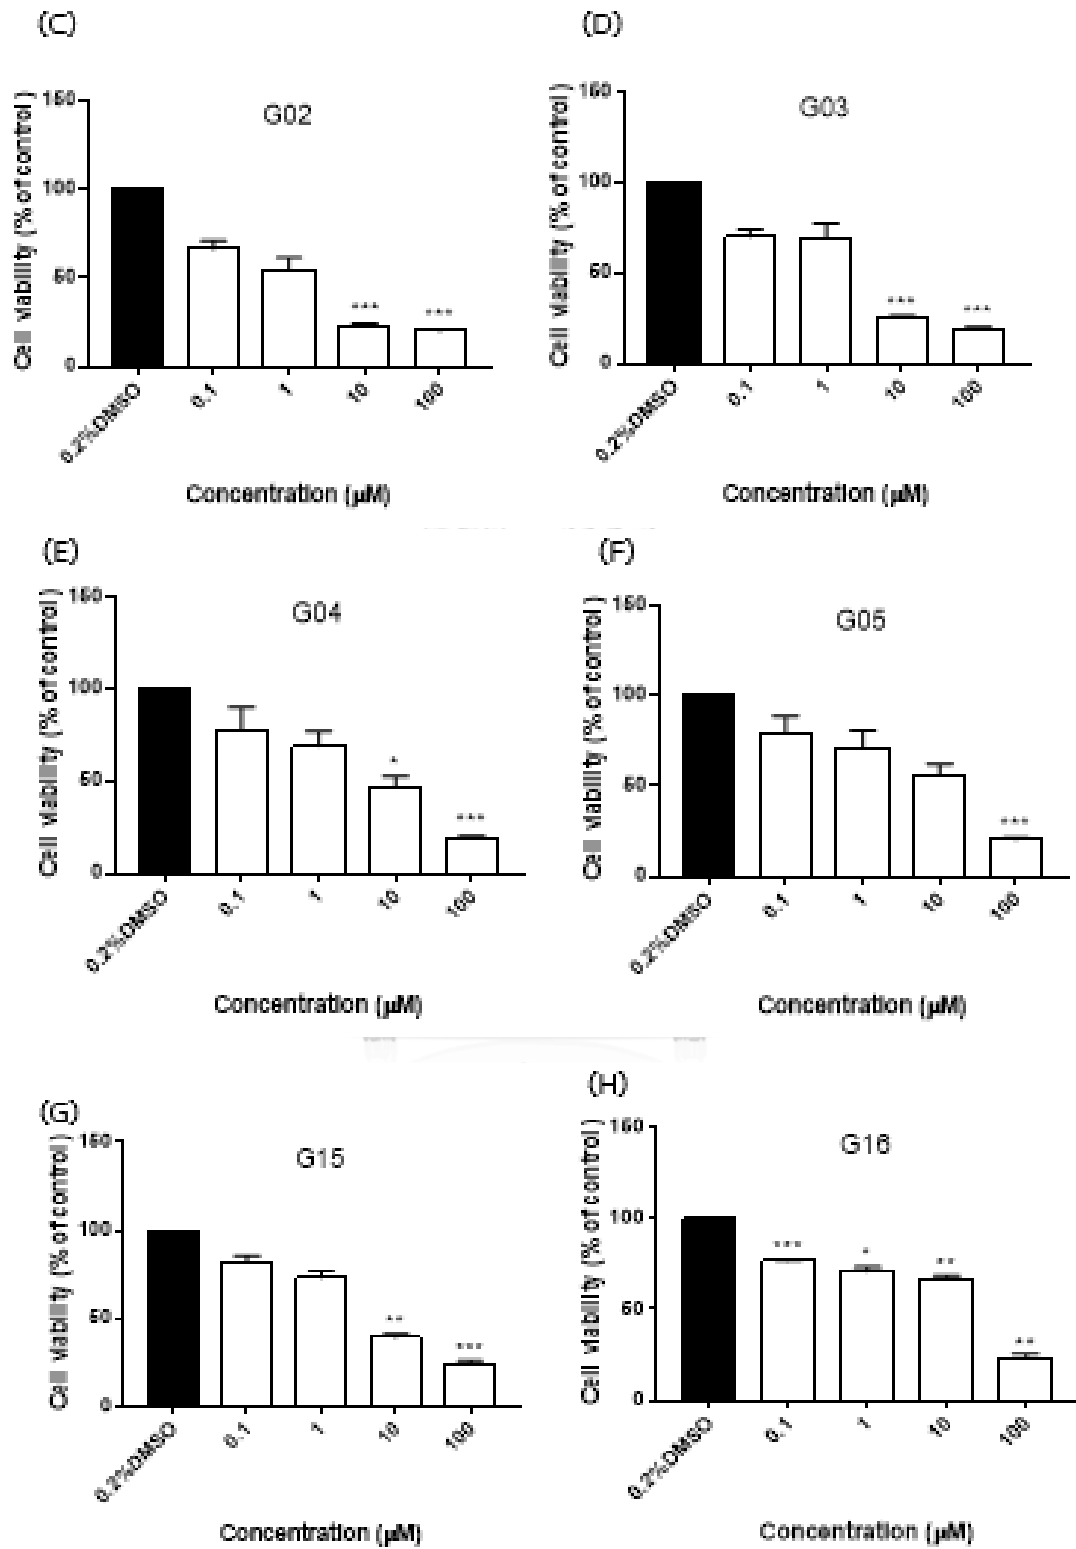 (C)
G02
Cell viability (% of control)
150
100
50
0
***
***
0.2%DMSO
0.1
1
10
100
Concentration (μM)
(D)
G03
Cell viability (% of control)
150
100
50
0
***
***
0.2%DMSO
0.1
1
10
100
Concentration (μM)
(E)
G04
Cell viability (% of control)
150
100
50
0
*
***
0.2%DMSO
0.1
1
10
100
Concentration (μM)
(F)
G05
Cell viability (% of control)
150
100
50
0
***
0.2%DMSO
0.1
1
10
100
Concentration (μM)
(G)
G15
Cell viability (% of control)
150
100
50
0
**
***
0.2%DMSO
0.1
1
10
100
Concentration (μM)
(H)
G16
Cell viability (% of control)
150
100
50
0
***
*
**
**
0.2%DMSO
0.1
1
10
100
Concentration (μM)